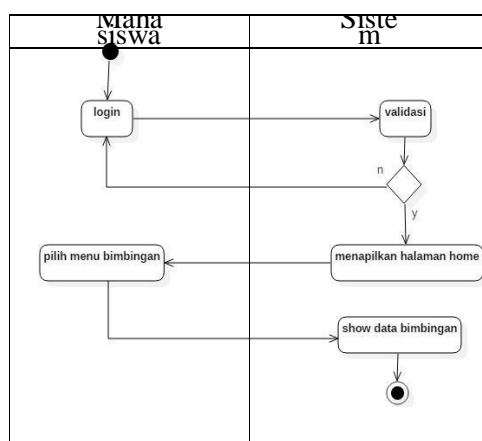 Maha
siswa
Siste
m
login
validasi
n
y
pilih menu bimbingan
menapilkan halaman home
show data bimbingan